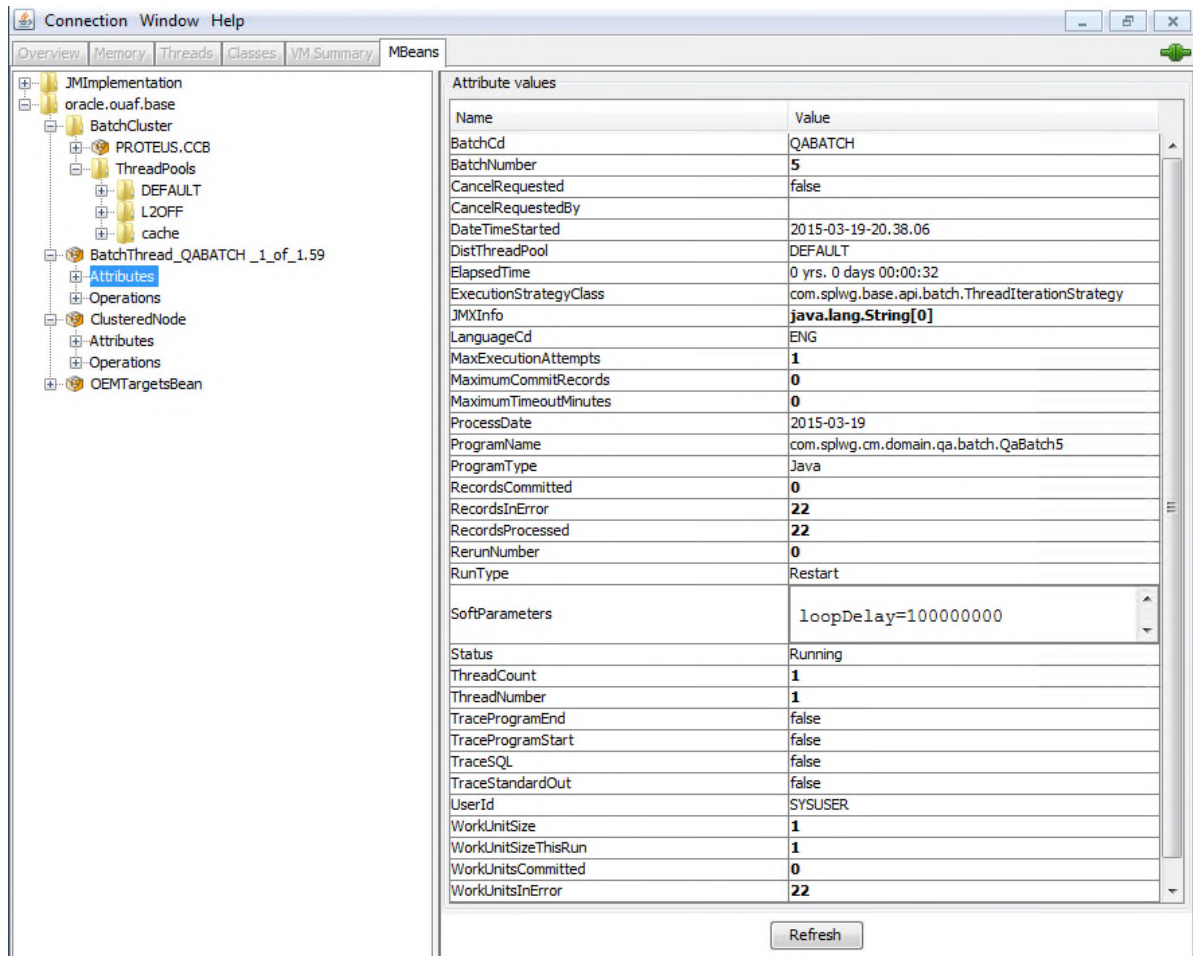 Connection Window Help
Overview Memory Threads Classes VM Summary MBeans
JMImplementation
oracle.ouaf.base
BatchCluster
PROTEUS.CCB
ThreadPools
DEFAULT
L2OFF
cache
BatchThread_QABATCH _1_of_1.59
Attributes
Operations
ClusteredNode
Attributes
Operations
OEMTargetsBean
Attribute values
Name Value
BatchCd QABATCH
BatchNumber 5
CancelRequested false
CancelRequestedBy
DateTimeStarted 2015-03-19-20.38.06
DistThreadPool DEFAULT
ElapsedTime 0 yrs. 0 days 00:00:32
ExecutionStrategyClass com.splwg.base.api.batch.ThreadIterationStrategy
JMXInfo java.lang.String[0]
LanguageCd ENG
MaxExecutionAttempts 1
MaximumCommitRecords 0
MaximumTimeoutMinutes 0
ProcessDate 2015-03-19
ProgramName com.splwg.cm.domain.qa.batch.QaBatch5
ProgramType Java
RecordsCommitted 0
RecordsInError 22
RecordsProcessed 22
RerunNumber 0
RunType Restart
SoftParameters loopDelay=100000000
Status Running
ThreadCount 1
ThreadNumber 1
TraceProgramEnd false
TraceProgramStart false
TraceSQL false
TraceStandardOut false
UserId SYSUSER
WorkUnitSize 1
WorkUnitSizeThisRun 1
WorkUnitsCommitted 0
WorkUnitsInError 22
Refresh